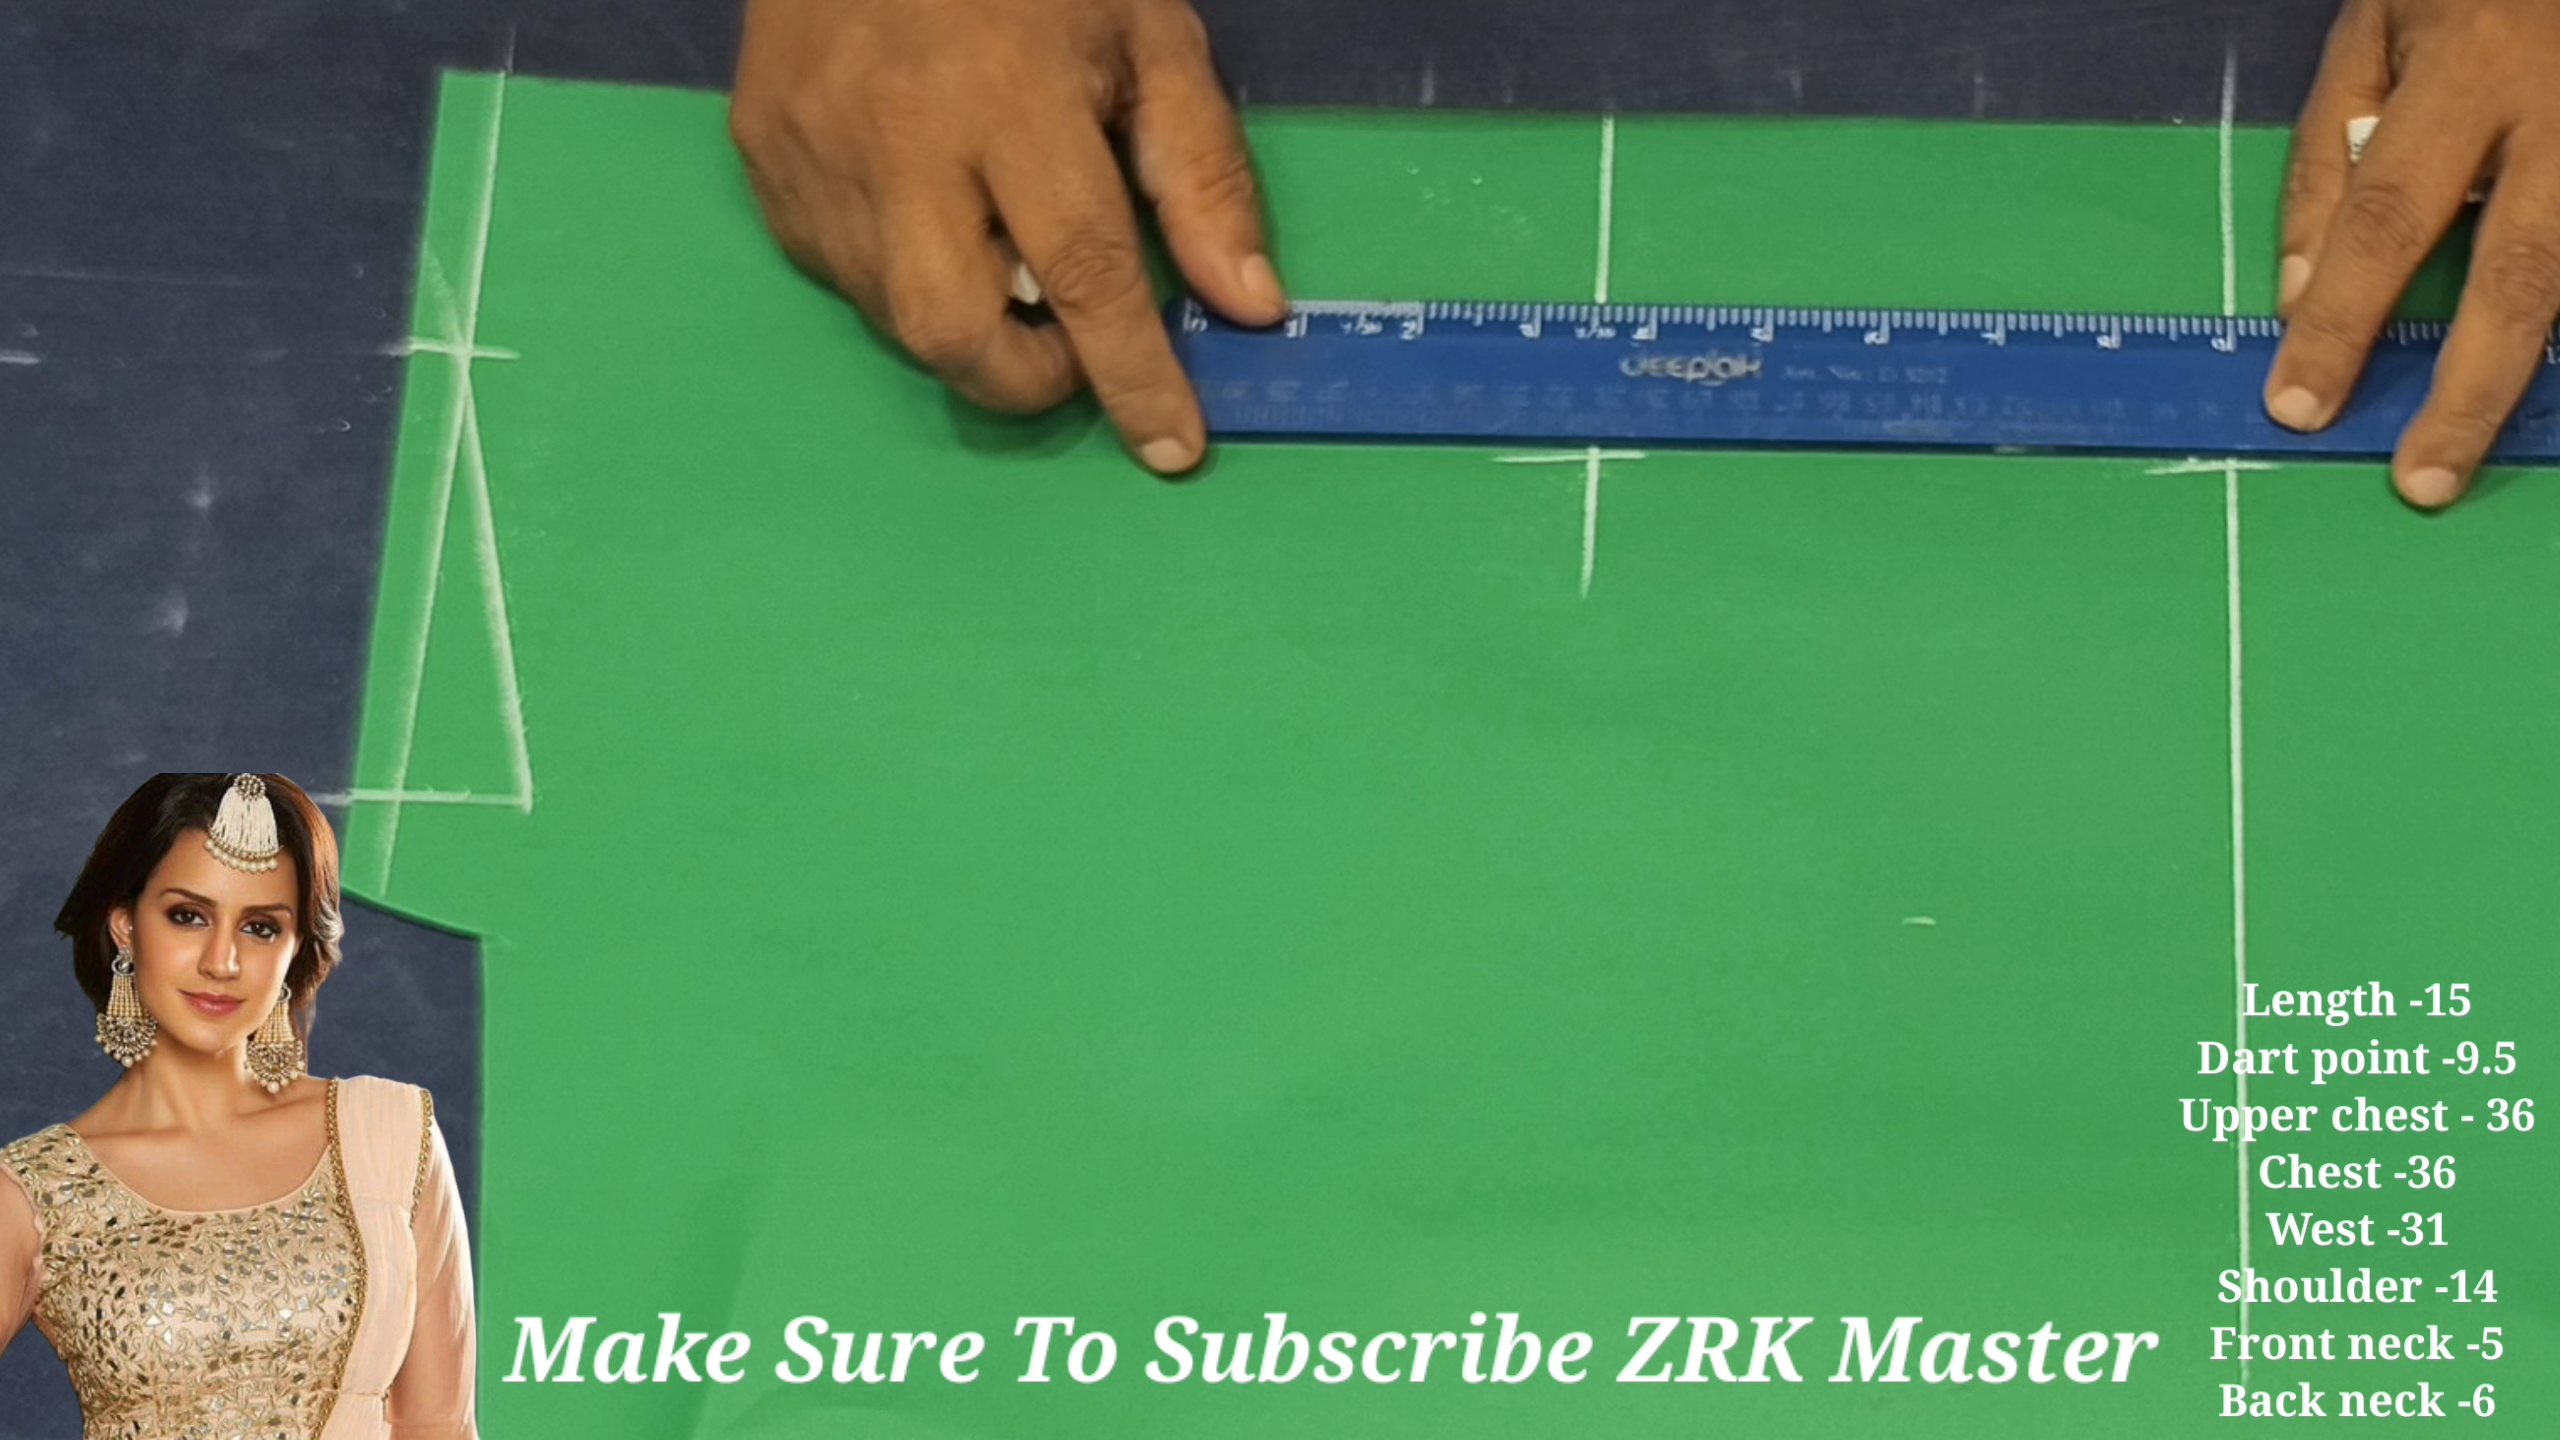 Deepak
Length -15
Dart point -9.5
Upper chest - 36
Chest -36
West -31
Shoulder -14
Front neck -5
Back neck -6
Make Sure To Subscribe ZRK Master